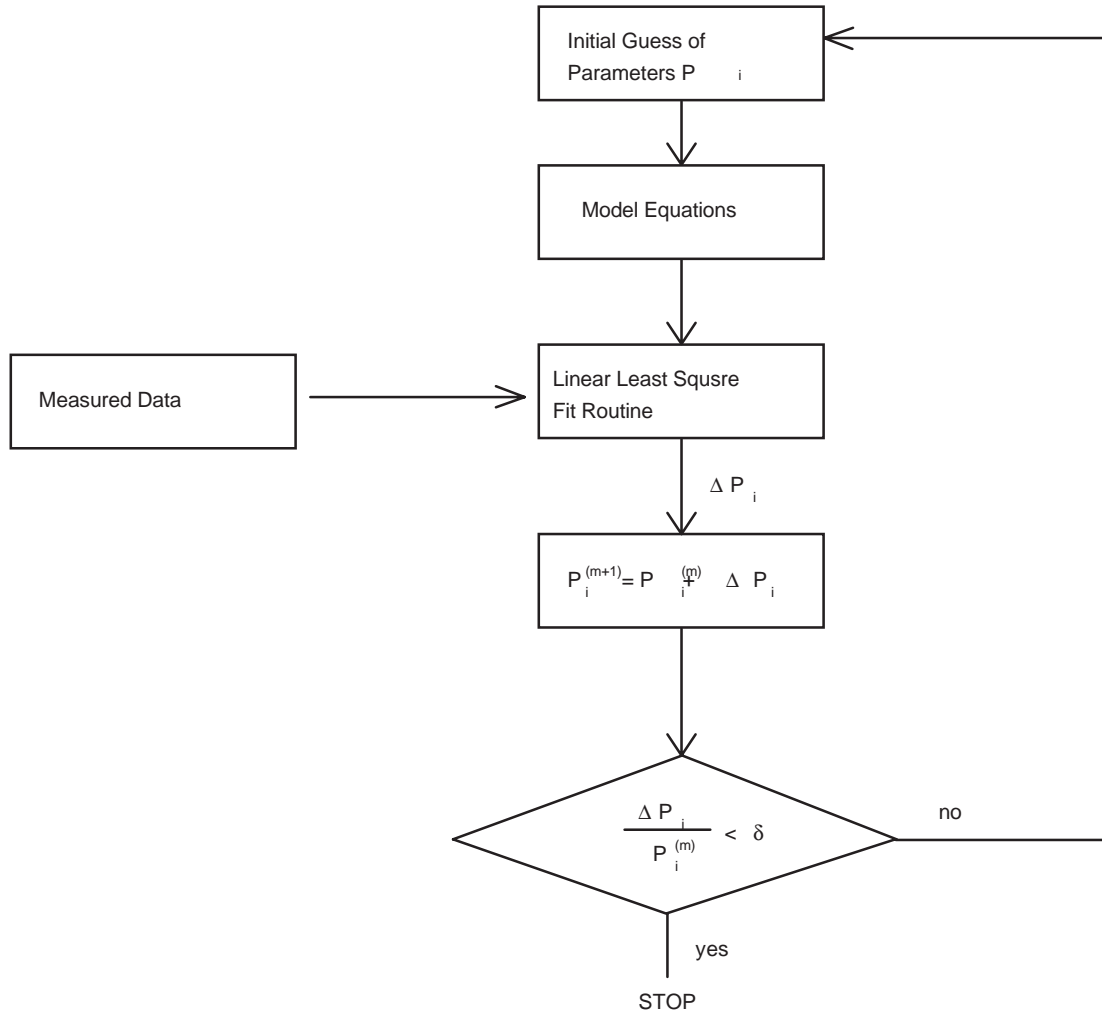 Initial Guess of
Parameters P i
Model Equations
Measured Data
Linear Least Squsre
Fit Routine
Δ P i
P i (m+1) = P i (m) + Δ P i
Δ P i
P i (m)
< δ
no
yes
STOP